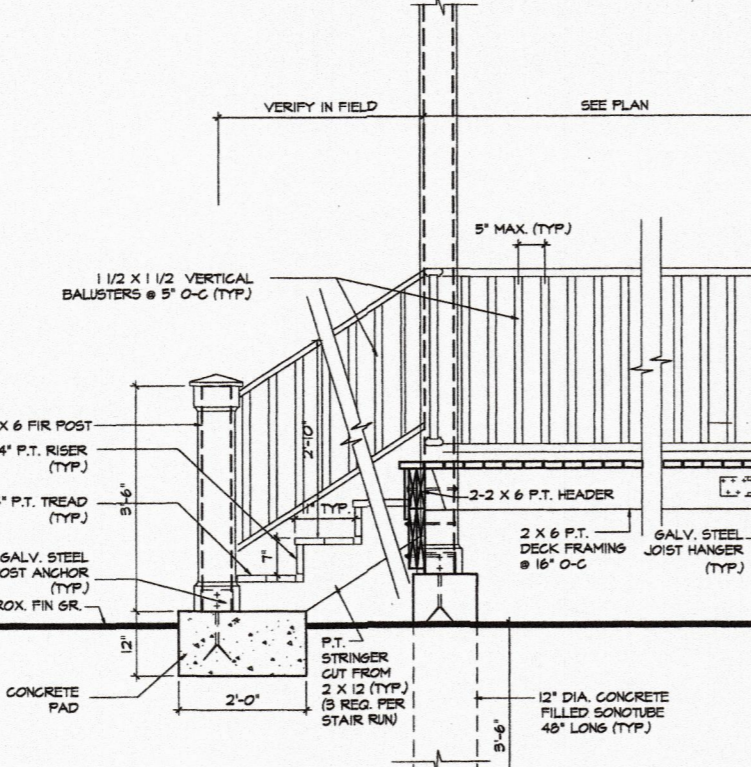 VERIFY IN FIELD
SEE PLAN
5" MAX. (TYP.)
1 1/2 X 1 1/2 VERTICAL
BALUSTERS @ 5" O-C (TYP.)
X 6 FIR POST
4" P.T. RISER
(TYP.)
2'-10"
3'-6"
" P.T. TREAD
(TYP.)
TYP.
7"
2-2 X 6 P.T. HEADER
2 X 6 P.T.
DECK FRAMING
@ 16" O-C
GALV. STEEL
JOIST HANGER
(TYP.)
GALV. STEEL
OST ANCHOR
(TYP.)
ROX. FIN GR.
12"
CONCRETE
PAD
2'-0"
P.T.
STRINGER
CUT FROM
2 X 12 (TYP.)
(3 REQ. PER
STAIR RUN)
12" DIA. CONCRETE
FILLED SONOTUBE
48" LONG (TYP.)
3'-6"